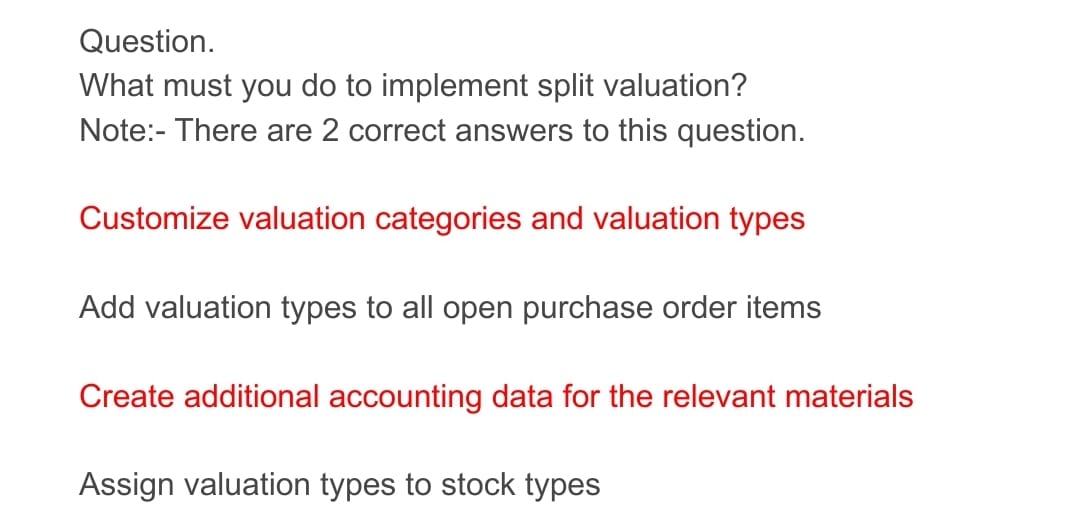 Question.
What must you do to implement split valuation?
Note:- There are 2 correct answers to this question.
Customize valuation categories and valuation types
Add valuation types to all open purchase order items
Create additional accounting data for the relevant materials
Assign valuation types to stock types